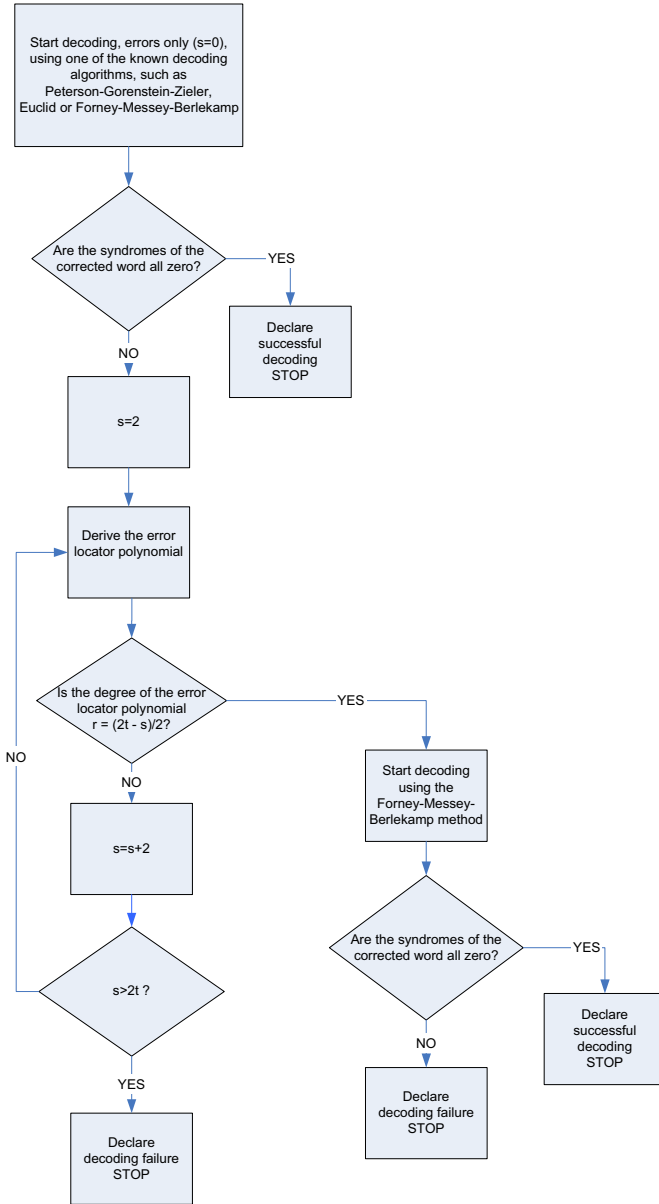 Start decoding, errors only (s=0),
using one of the known decoding
algorithms, such as
Peterson-Gorenstein-Zieler,
Euclid or Forney-Messey-Berlekamp
Are the syndromes of the
corrected word all zero?
YES
Declare
successful
decoding
STOP
NO
s=2
Derive the error
locator polynomial
Is the degree of the error
locator polynomial
r = (2t - s)/2?
YES
NO
NO
Start decoding
using the
Forney-Messey-
Berlekamp method
s=s+2
Are the syndromes of the
corrected word all zero?
YES
s>2t ?
Declare
successful
decoding
STOP
NO
YES
Declare
decoding failure
STOP
Declare
decoding failure
STOP